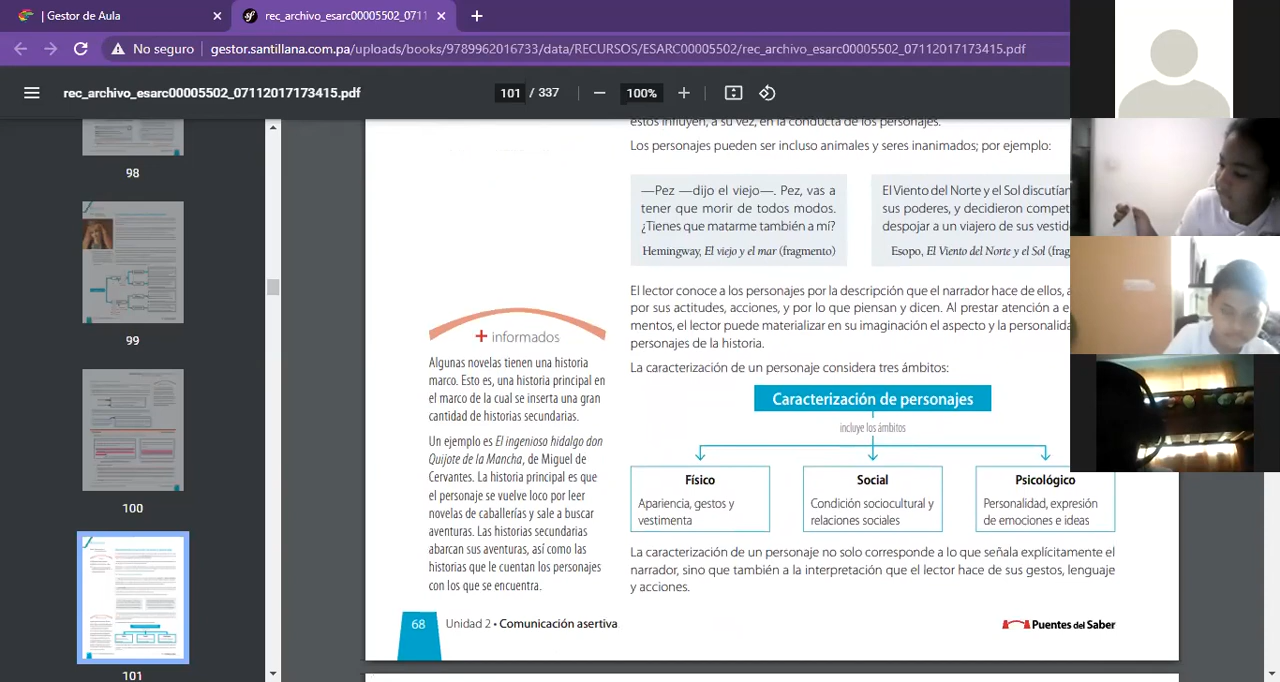 | Gestor de Aula
rec_archivo_esarc00005502_0711
No seguro
gestor.santillana.com.pa/uploads/books/9789962016733/data/RECURSOS/ESARC00005502/rec_archivo_esarc00005502_07112017173415.pdf
rec_archivo_esarc00005502_07112017173415.pdf
101 / 337
100%
98
99
100
101
estos influyen, a su vez, en la conducta de los personajes.
Los personajes pueden ser incluso animales y seres inanimados; por ejemplo:
—Pez —dijo el viejo—. Pez, vas a
tener que morir de todos modos.
¿Tienes que matarme también a mí?
Hemingway, El viejo y el mar (fragmento)
El Viento del Norte y el Sol discutían
sus poderes, y decidieron compet
despojar a un viajero de sus vestid
Esopo, El Viento del Norte y el Sol (frag
El lector conoce a los personajes por la descripción que el narrador hace de ellos, a
por sus actitudes, acciones, y por lo que piensan y dicen. Al prestar atención a e
mentos, el lector puede materializar en su imaginación el aspecto y la personalida
personajes de la historia.
La caracterización de un personaje considera tres ámbitos:
Caracterización de personajes
incluye los ámbitos
Físico
Apariencia, gestos y
vestimenta
Social
Condición sociocultural y
relaciones sociales
Psicológico
Personalidad, expresión
de emociones e ideas
La caracterización de un personaje no solo corresponde a lo que señala explícitamente el
narrador, sino que también a la interpretación que el lector hace de sus gestos, lenguaje
y acciones.
+ informados
Algunas novelas tienen una historia
marco. Esto es, una historia principal en
el marco de la cual se inserta una gran
cantidad de historias secundarias.
Un ejemplo es El ingenioso hidalgo don
Quijote de la Mancha, de Miguel de
Cervantes. La historia principal es que
el personaje se vuelve loco por leer
novelas de caballerías y sale a buscar
aventuras. Las historias secundarias
abarcan sus aventuras, así como las
historias que le cuentan los personajes
con los que se encuentra.
68
Unidad 2 • Comunicación asertiva
Puentes del Saber